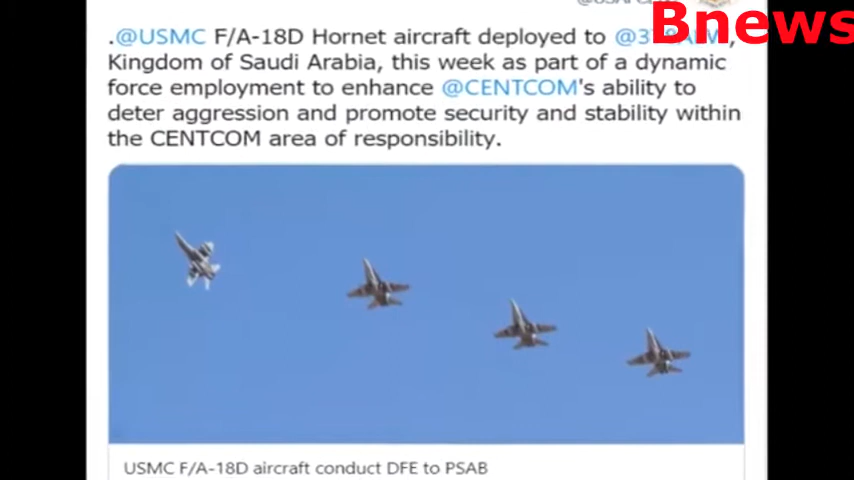 Bnews
.@USMC F/A-18D Hornet aircraft deployed to
Kingdom of Saudi Arabia, this week as part of a dynamic
force employment to enhance @CENTCOM's ability to
deter aggression and promote security and stability within
the CENTCOM area of responsibility.
USMC F/A-18D aircraft conduct DFE to PSAB